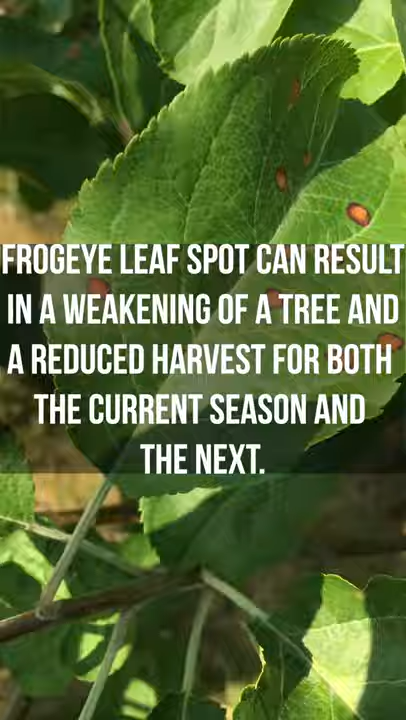 FROGEYE LEAF SPOT CAN RESULT
IN A WEAKENING OF A TREE AND
A REDUCED HARVEST FOR BOTH
THE CURRENT SEASON AND
THE NEXT.